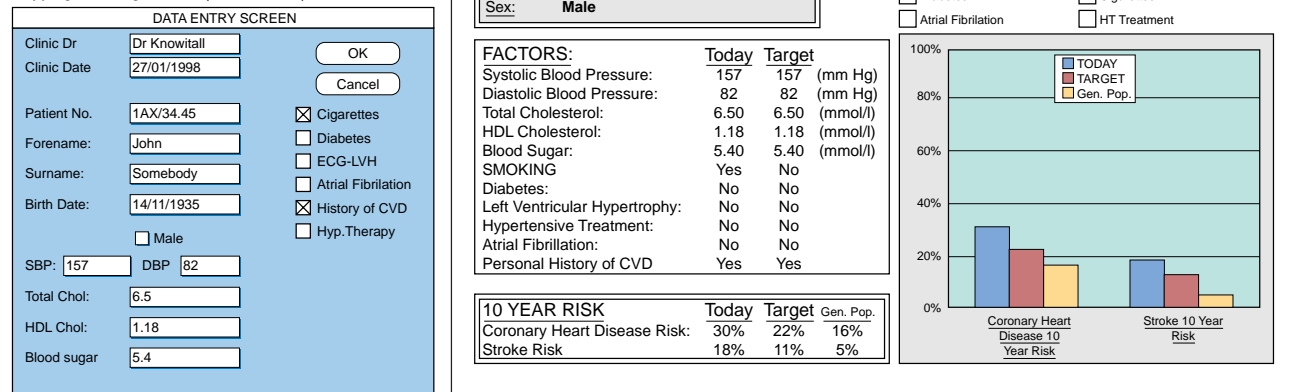 DATA ENTRY SCREEN
Clinic Dr Dr Knowitall
Clinic Date 27/01/1998
OK
Cancel
Patient No. 1AX/34.45
Forename: John
Surname: Somebody
Birth Date: 14/11/1935
Male
SBP: 157 DBP 82
Total Chol: 6.5
HDL Chol: 1.18
Blood sugar 5.4
Cigarettes
Diabetes
ECG-LVH
Atrial Fibrilation
History of CVD
Hyp.Therapy
Sex: Male
FACTORS: Today Target
Systolic Blood Pressure: 157 157 (mm Hg)
Diastolic Blood Pressure: 82 82 (mm Hg)
Total Cholesterol: 6.50 6.50 (mmol/l)
HDL Cholesterol: 1.18 1.18 (mmol/l)
Blood Sugar: 5.40 5.40 (mmol/l)
SMOKING Yes No
Diabetes: No No
Left Ventricular Hypertrophy: No No
Hypertensive Treatment: No No
Atrial Fibrillation: No No
Personal History of CVD Yes Yes
10 YEAR RISK Today Target Gen. Pop.
Coronary Heart Disease Risk: 30% 22% 16%
Stroke Risk 18% 11% 5%
Atrial Fibrilation HT Treatment
100%
80%
60%
40%
20%
0%
TODAY
TARGET
Gen. Pop.
Coronary Heart
Disease 10
Year Risk
Stroke 10 Year
Risk